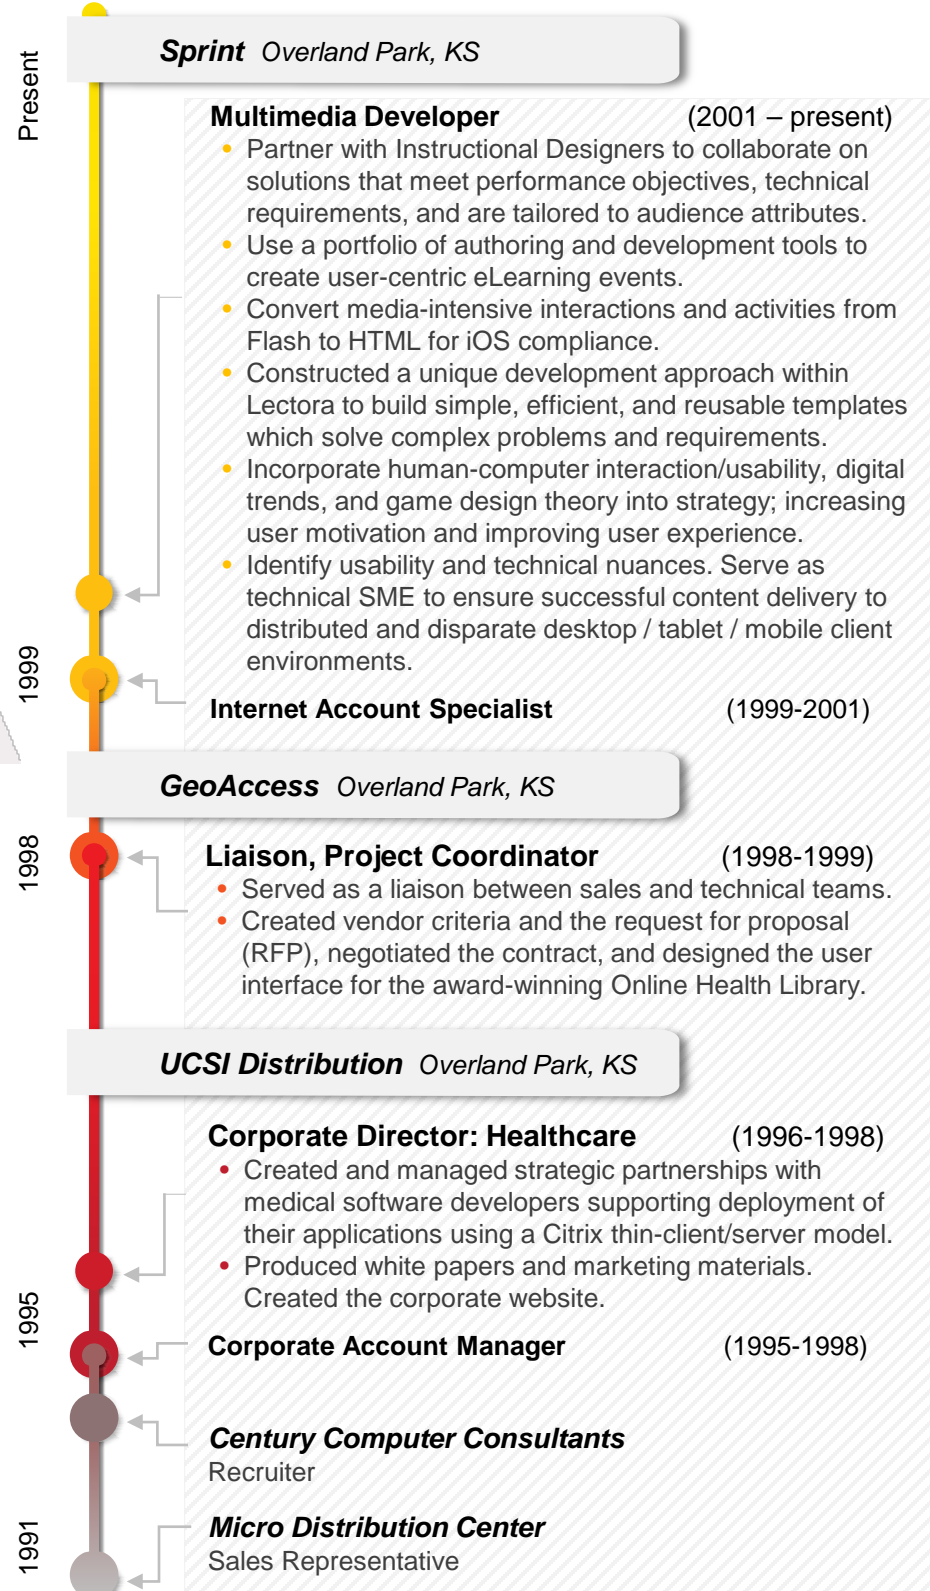 Present
Sprint Overland Park, KS
Multimedia Developer (2001 – present)
• Partner with Instructional Designers to collaborate on
solutions that meet performance objectives, technical
requirements, and are tailored to audience attributes.
• Use a portfolio of authoring and development tools to
create user-centric eLearning events.
• Convert media-intensive interactions and activities from
Flash to HTML for iOS compliance.
• Constructed a unique development approach within
Lectora to build simple, efficient, and reusable templates
which solve complex problems and requirements.
• Incorporate human-computer interaction/usability, digital
trends, and game design theory into strategy; increasing
user motivation and improving user experience.
• Identify usability and technical nuances. Serve as
technical SME to ensure successful content delivery to
distributed and disparate desktop / tablet / mobile client
environments.
1999
Internet Account Specialist (1999-2001)
GeoAccess Overland Park, KS
1998
Liaison, Project Coordinator (1998-1999)
• Served as a liaison between sales and technical teams.
• Created vendor criteria and the request for proposal
(RFP), negotiated the contract, and designed the user
interface for the award-winning Online Health Library.
UCSI Distribution Overland Park, KS
Corporate Director: Healthcare (1996-1998)
• Created and managed strategic partnerships with
medical software developers supporting deployment of
their applications using a Citrix thin-client/server model.
• Produced white papers and marketing materials.
Created the corporate website.
1995
Corporate Account Manager (1995-1998)
Century Computer Consultants
Recruiter
1991
Micro Distribution Center
Sales Representative